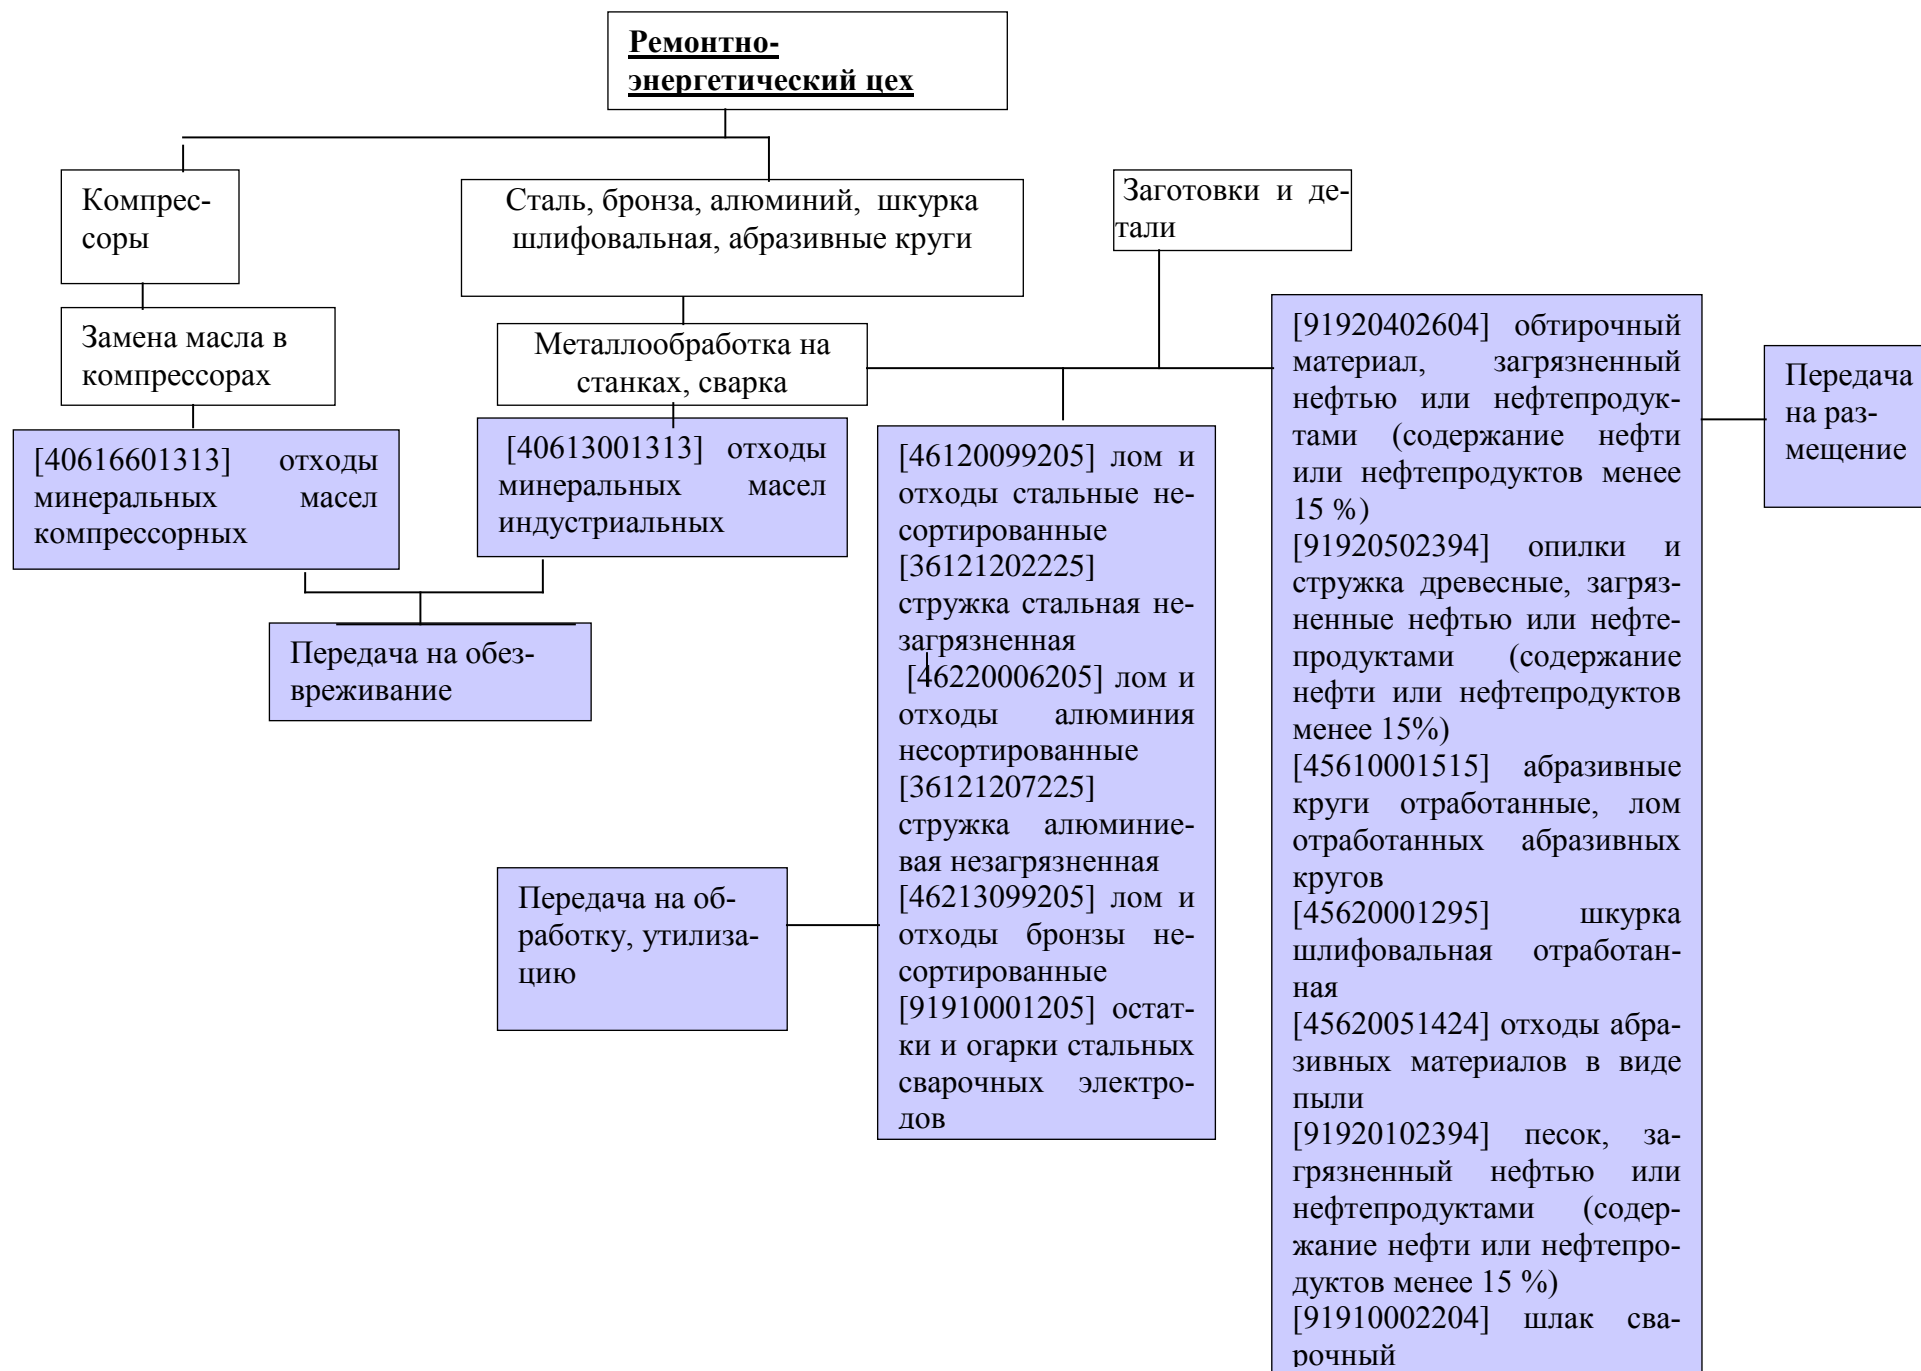 Ремонтно-
энергетический цех
Компрес-
соры
Сталь, бронза, алюминий, шкурка
шлифовальная, абразивные круги
Заготовки и де-
тали
Замена масла в
компрессорах
Металлообработка на
станках, сварка
[40616601313] отходы
минеральных масел
компрессорных
[40613001313] отходы
минеральных масел
индустриальных
Передача на обез-
вреживание
[46120099205] лом и
отходы стальные не-
сортированные
[36121202225]
стружка стальная не-
загрязненная
[46220006205] лом и
отходы алюминия
несортированные
[36121207225]
стружка алюминие-
вая незагрязненная
[46213099205] лом и
отходы бронзы не-
сортированные
[91910001205] остат-
ки и огарки стальных
сварочных электро-
дов
Передача на об-
работку, утилиза-
цию
[91920402604] обтирочный
материал, загрязненный
нефтью или нефтепродук-
тами (содержание нефти
или нефтепродуктов менее
15 %)
[91920502394] опилки и
стружка древесные, загряз-
ненные нефтью или нефте-
продуктами (содержание
нефти или нефтепродуктов
менее 15%)
[45610001515] абразивные
круги отработанные, лом
отработанных абразивных
кругов
[45620001295] шкурка
шлифовальная отработан-
ная
[45620051424] отходы абра-
зивных материалов в виде
пыли
[91920102394] песок, за-
грязненный нефтью или
нефтепродуктами (содер-
жание нефти или нефтепро-
дуктов менее 15 %)
[91910002204] шлак сва-
рочный
Передача
на раз-
мещение